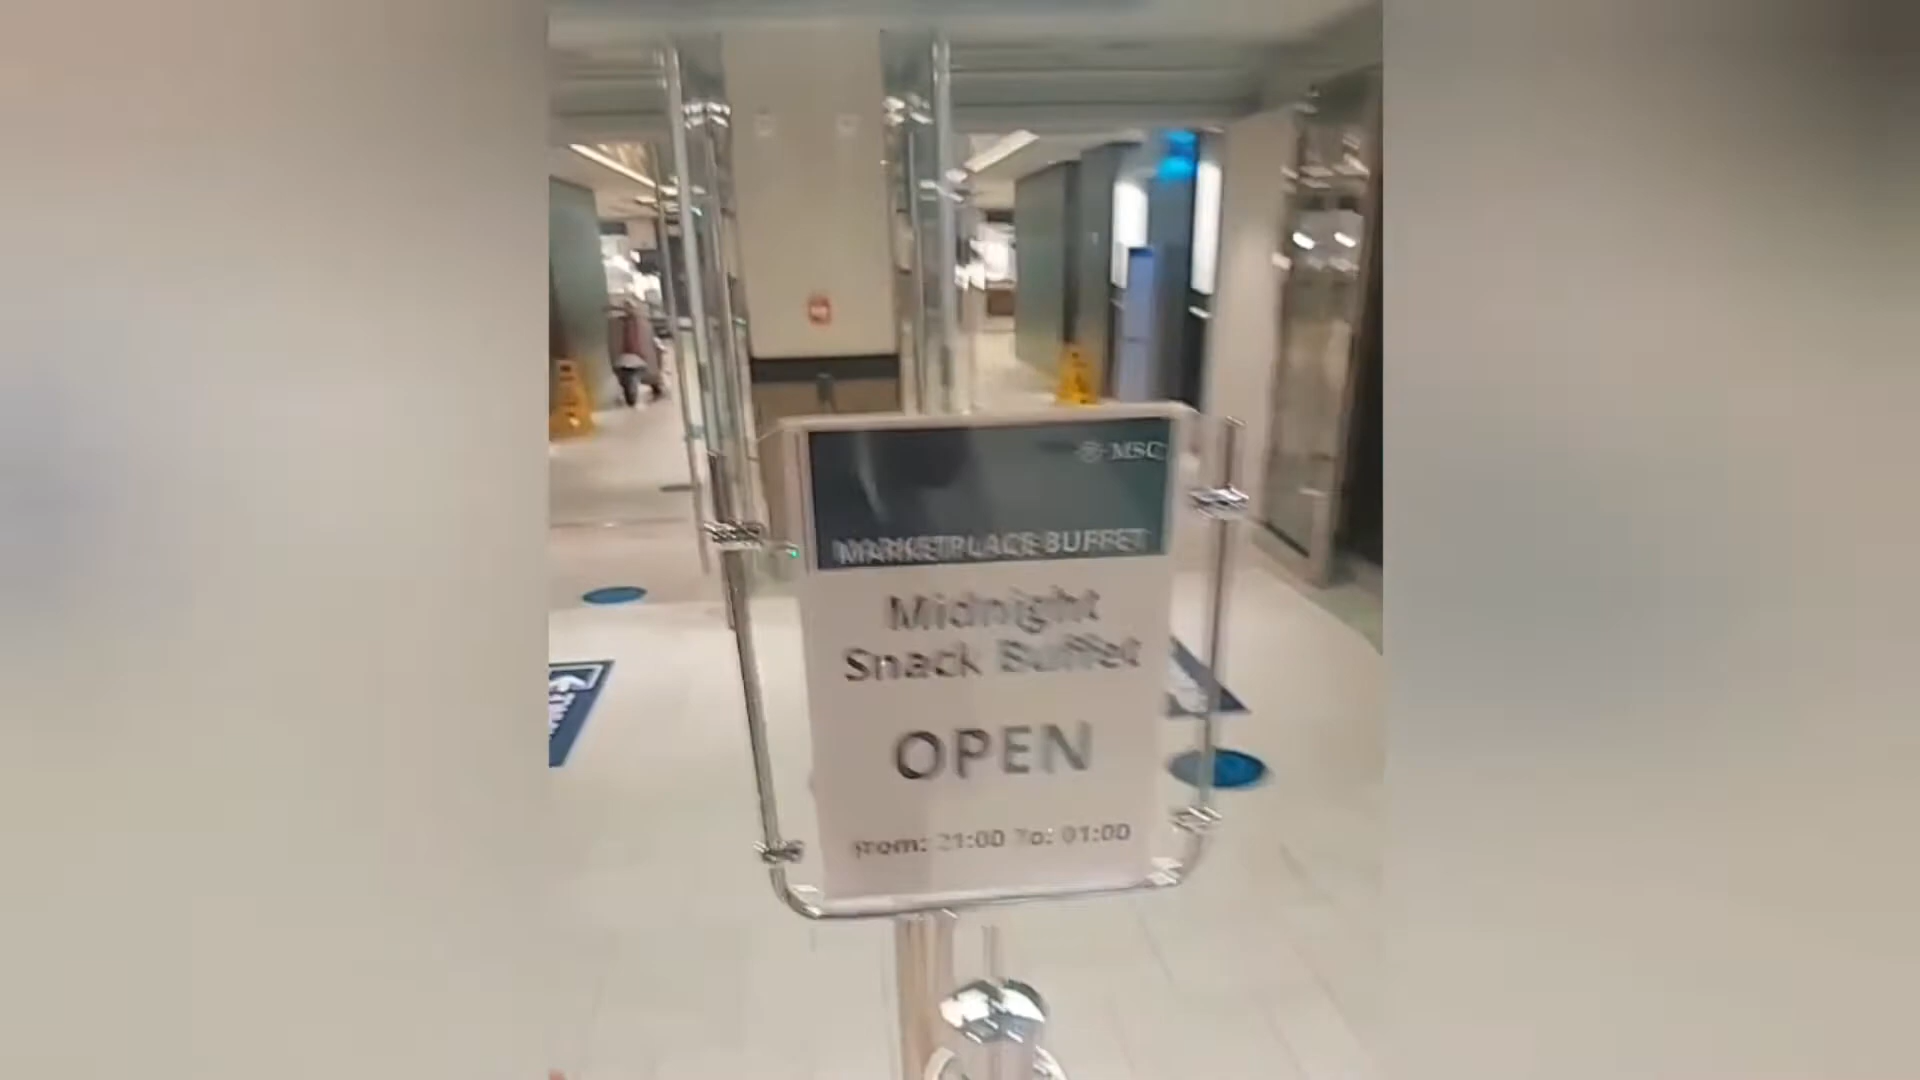 MSC
MARKETPLACE BUFFET
Midnight
Snack Buffet
OPEN
From: 21:00 To: 01:00